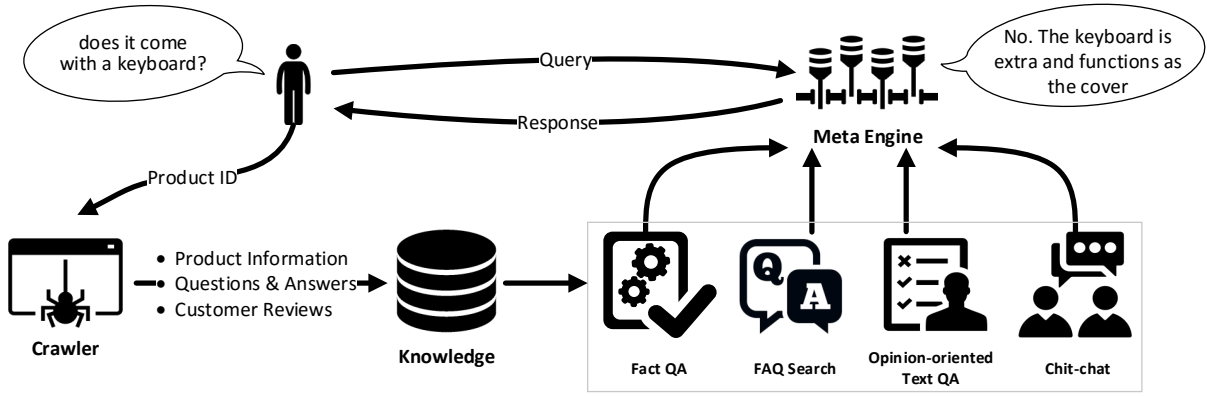 does it come
with a keyboard?
Query
Response
No. The keyboard is
extra and functions as
the cover
Meta Engine
Product ID
• Product Information
• Questions & Answers
• Customer Reviews
Crawler
Knowledge
Q
A
Fact QA
FAQ Search
Opinion-oriented
Text QA
Chit-chat